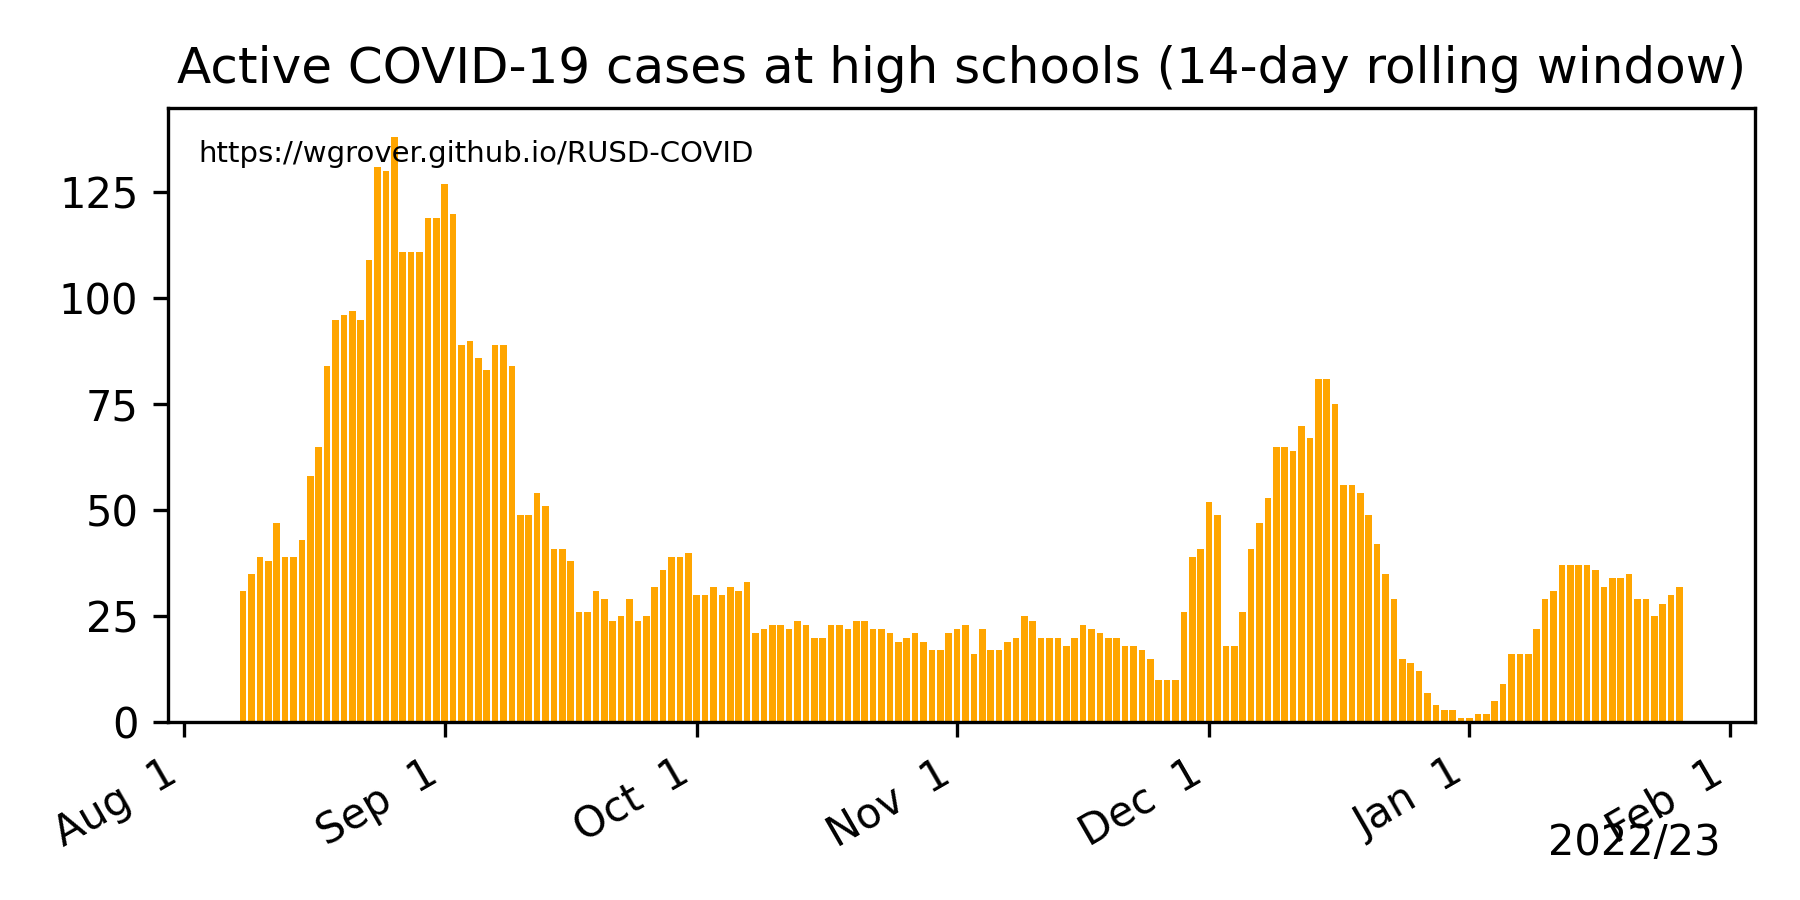 Active COVID-19 cases at high schools (14-day rolling window)
https://wgrover.github.io/RUSD-COVID
125
100
75
50
25
0
Aug 1
Sep 1
Oct 1
Nov 1
Dec 1
Jan 1
Feb 1
2022/23